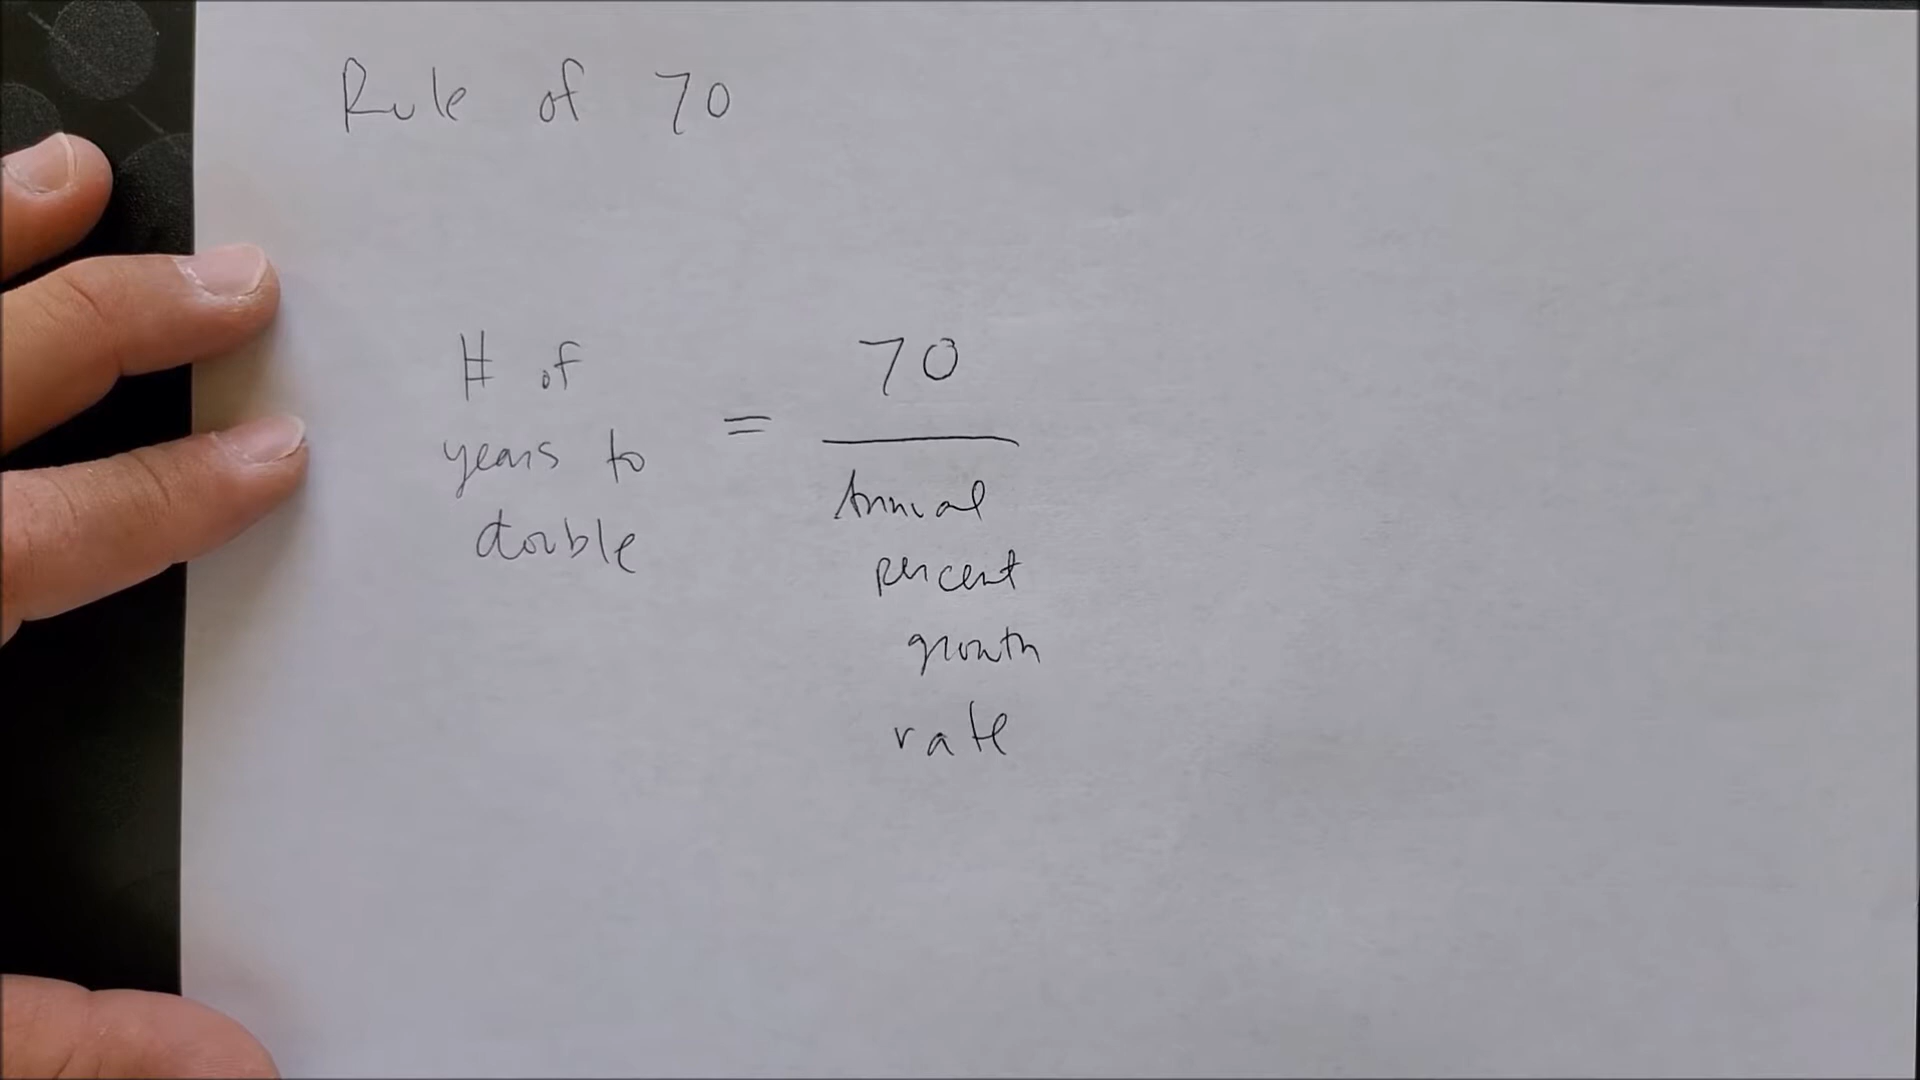 Rule of 70
# of
years to
double
=
70
Annual
percent
growth
rate